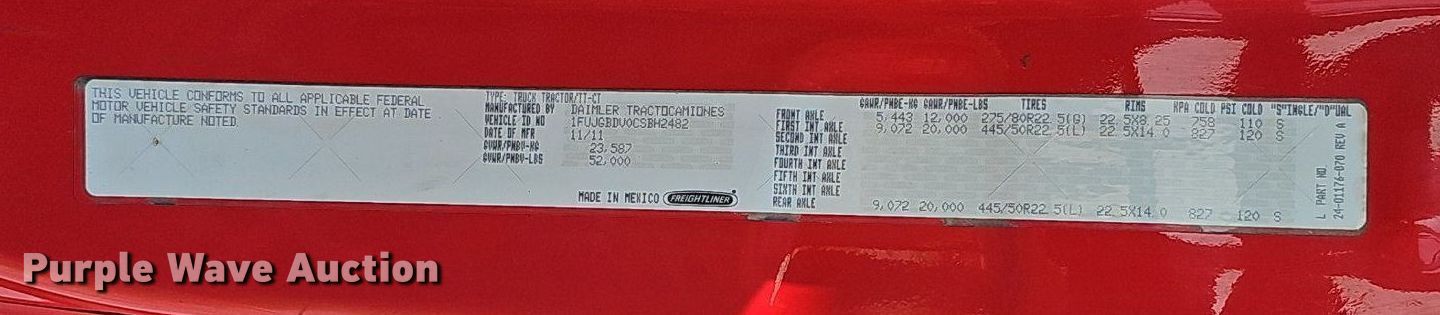 THIS VEHICLE CONFORMS TO ALL APPLICABLE FEDERAL
MOTOR VEHICLE SAFETY STANDARDS IN EFFECT AT DATE
OF MANUFACTURE NOTED.
TYPE: TRUCK TRACTOR/TT-CT
MANUFACTURED BY DAIMLER TRACTOCAMIONES
VEHICLE ID NO 1FUJGBDV0CSBH2482
DATE OF MFR 11/11
GVWR/PNBV-KG 23,587
GVWR/PNBV-LBS 52,000
MADE IN MEXICO FREIGHTLINER
GAWR/PNBE-KG GAWR/PNBE-LBS TIRES RIMS KPA COLD PSI COLD "S"INGLE/"D"UAL
FRONT AXLE 5,443 12,000 275/80R22.5(G) 22.5X8.25 758 110 S
FIRST INT AXLE 9,072 20,000 445/50R22.5(L) 22.5X14.0 827 120 S
SECOND INT AXLE
THIRD INT AXLE
FOURTH INT AXLE
FIFTH INT AXLE
SIXTH INT AXLE
REAR AXLE 9,072 20,000 445/50R22.5(L) 22.5X14.0 827 120 S
L PART NO.
24-01176-070 REV A
Purple Wave Auction